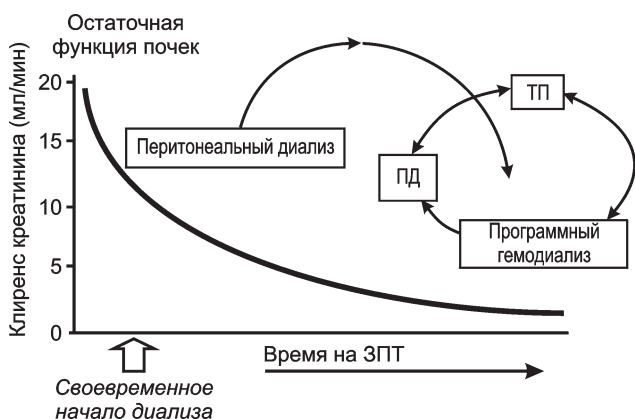 Остаточная
функция почек
Клиренс креатинина (мл/мин)
20
15
10
5
0
Перитонеальный диализ
ТП
ПД
Программный
гемодиализ
Время на ЗПТ
Своевременное
начало диализа